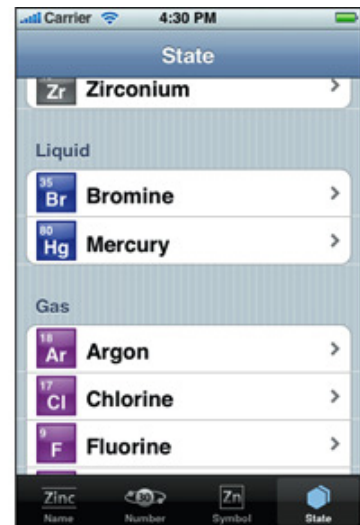 Carrier 4:30 PM
State
Zr Zirconium
Liquid
35
Br Bromine
80
Hg Mercury
Gas
18
Ar Argon
17
Cl Chlorine
9
F Fluorine
Zinc 30 Zn
Name Number Symbol State